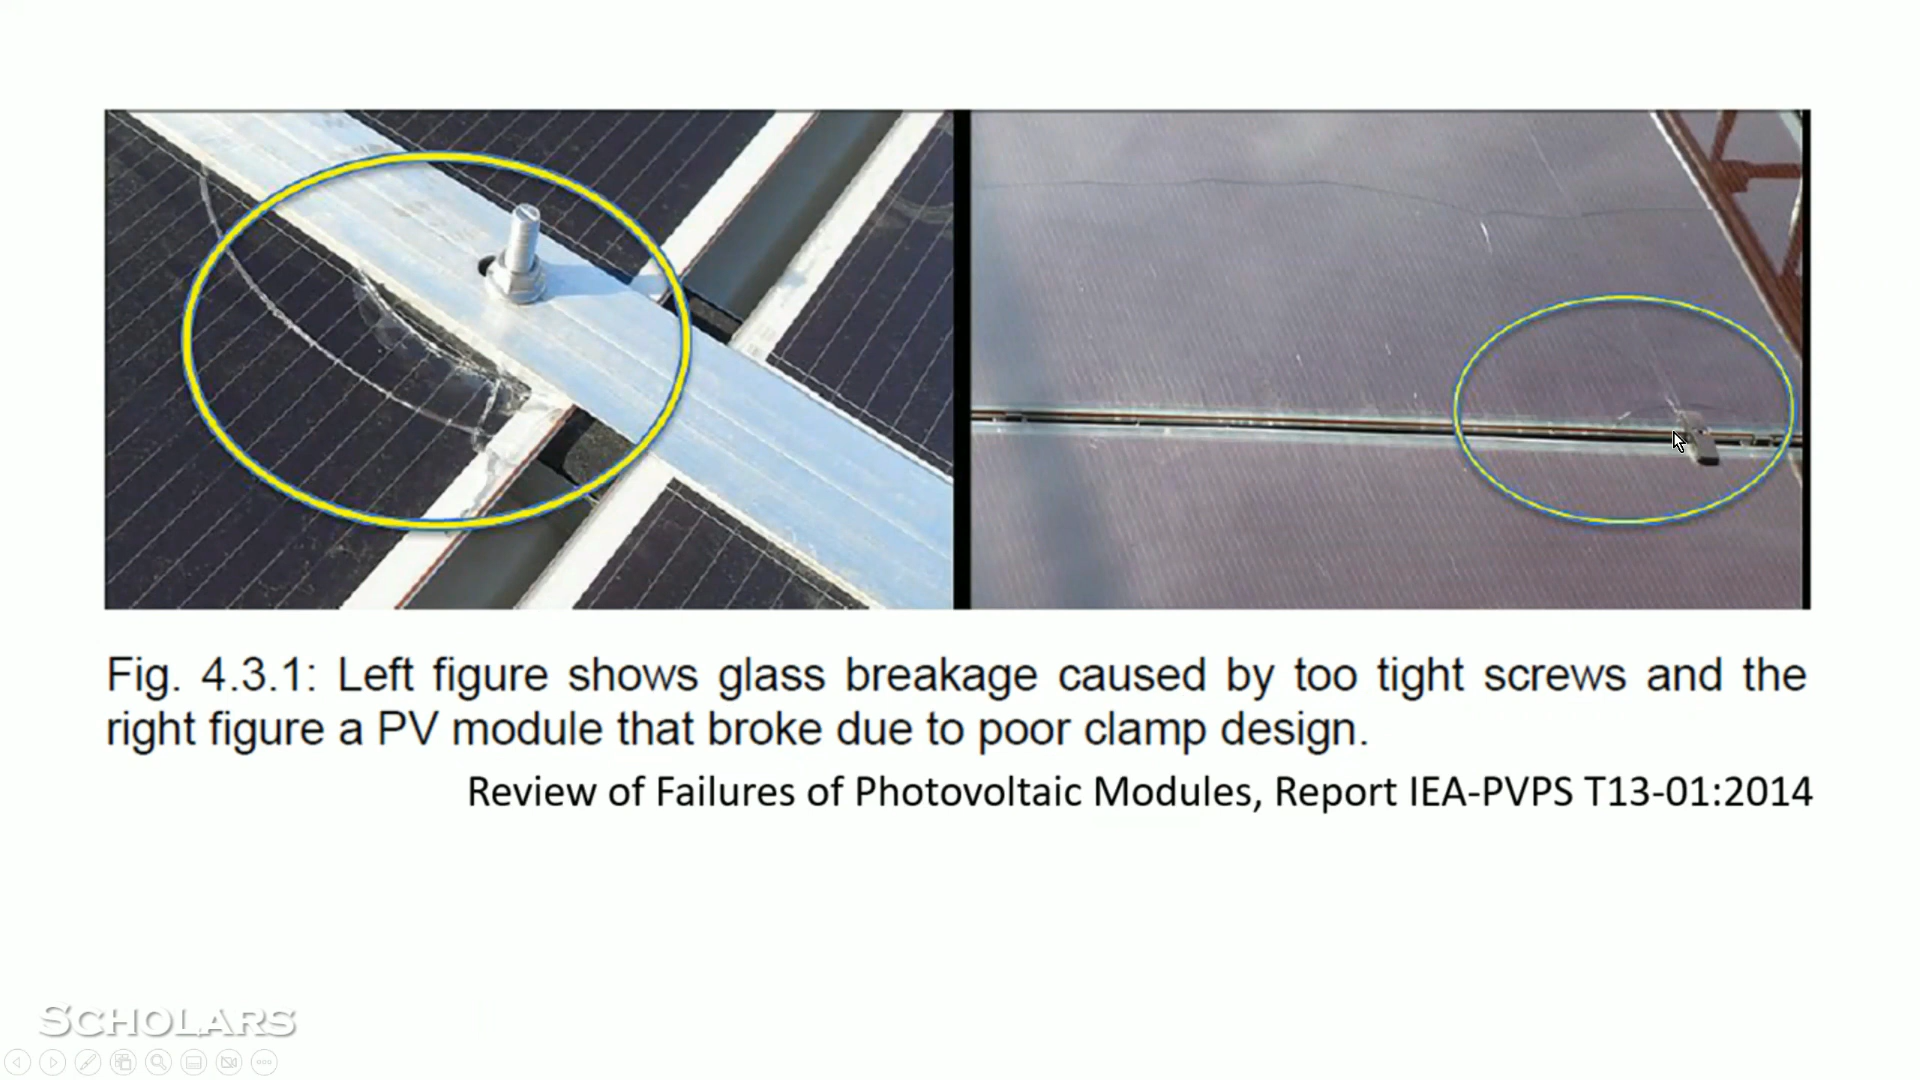 Fig. 4.3.1: Left figure shows glass breakage caused by too tight screws and the
right figure a PV module that broke due to poor clamp design.
Review of Failures of Photovoltaic Modules, Report IEA-PVPS T13-01:2014
SCHOLARS